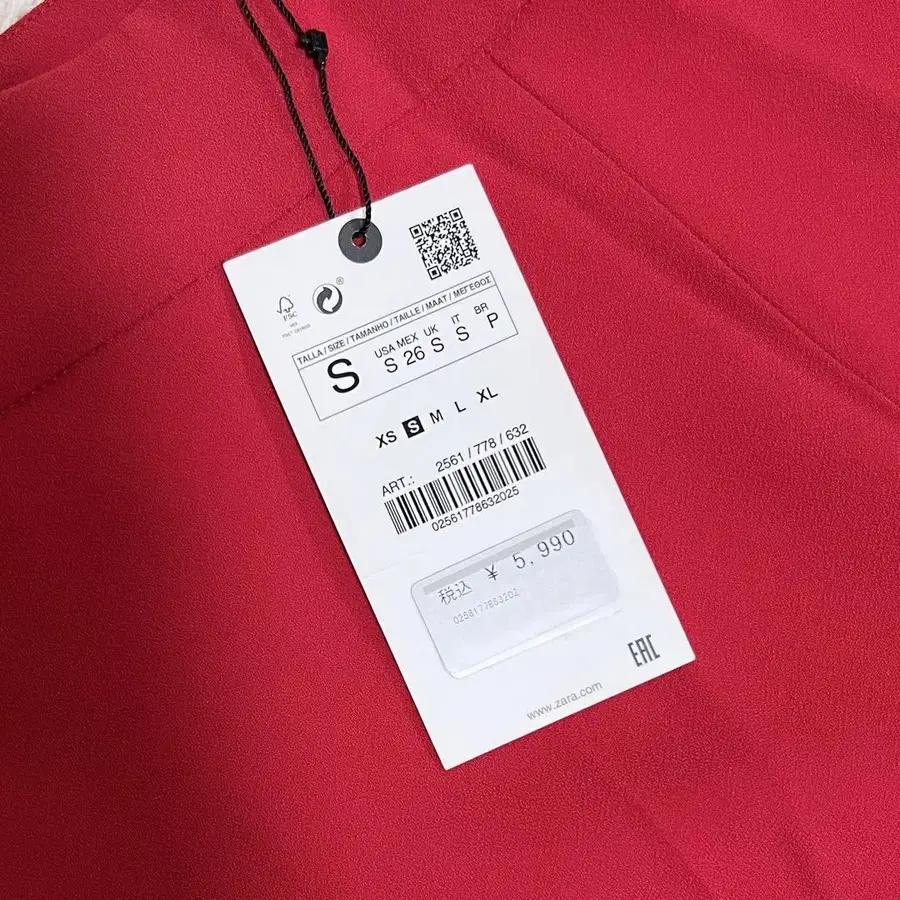 FSC
®
TALLA / SIZE / TAMANHO / TAILLE / MAAT / ΜΕΓΕΘΟΣ
S
USA MEX UK IT BR
S 26 S S P
XS S M L XL
ART.: 2561 / 778 / 632
02561778632025
税込 ¥ 5,990
EAC
www.zara.com